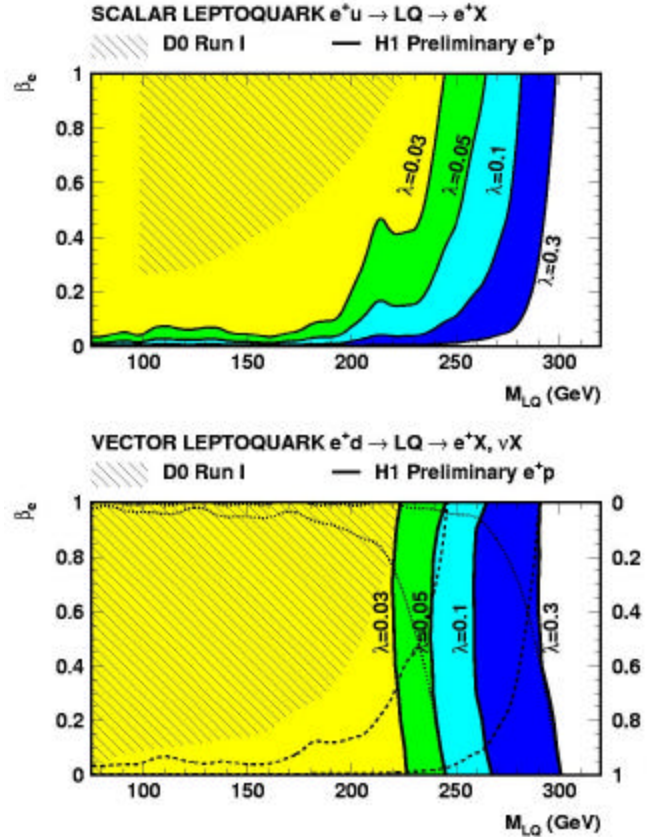 SCALAR LEPTOQUARK e⁺u → LQ → e⁺X
D0 Run I — H1 Preliminary e⁺p
βₑ
1
0.8
0.6
0.4
0.2
0
λ=0.03
λ=0.05
λ=0.1
λ=0.3
100 150 200 250 300
M_LQ (GeV)
VECTOR LEPTOQUARK e⁺d → LQ → e⁺X, νX
D0 Run I — H1 Preliminary e⁺p
βₑ
1 0
0.8 0.2
0.6 0.4
0.4 0.6
0.2 0.8
0 1
λ=0.03
λ=0.05
λ=0.1
λ=0.3
100 150 200 250 300
M_LQ (GeV)